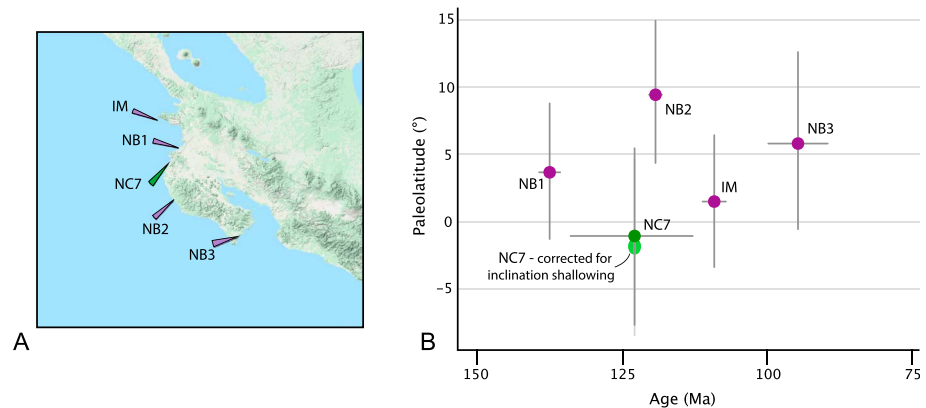 IM
NB1
NC7
NB2
NB3
A
15
10
5
0
−5
Paleolatitude (°)
NB1
NB2
NB3
IM
NC7
NC7 - corrected for
inclination shallowing
B
150
125
100
75
Age (Ma)